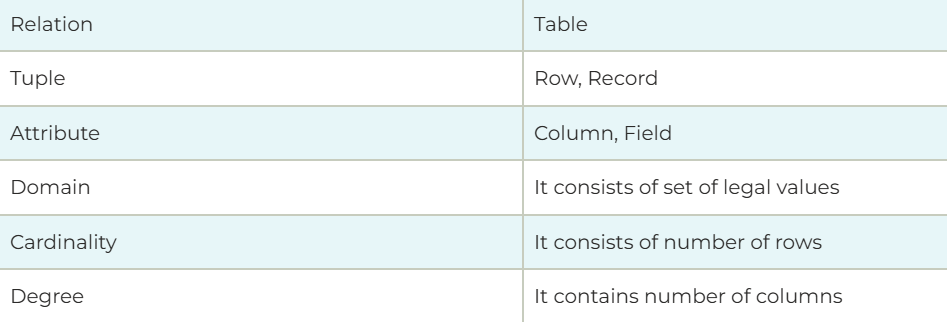 Relation Table
Tuple Row, Record
Attribute Column, Field
Domain It consists of set of legal values
Cardinality It consists of number of rows
Degree It contains number of columns